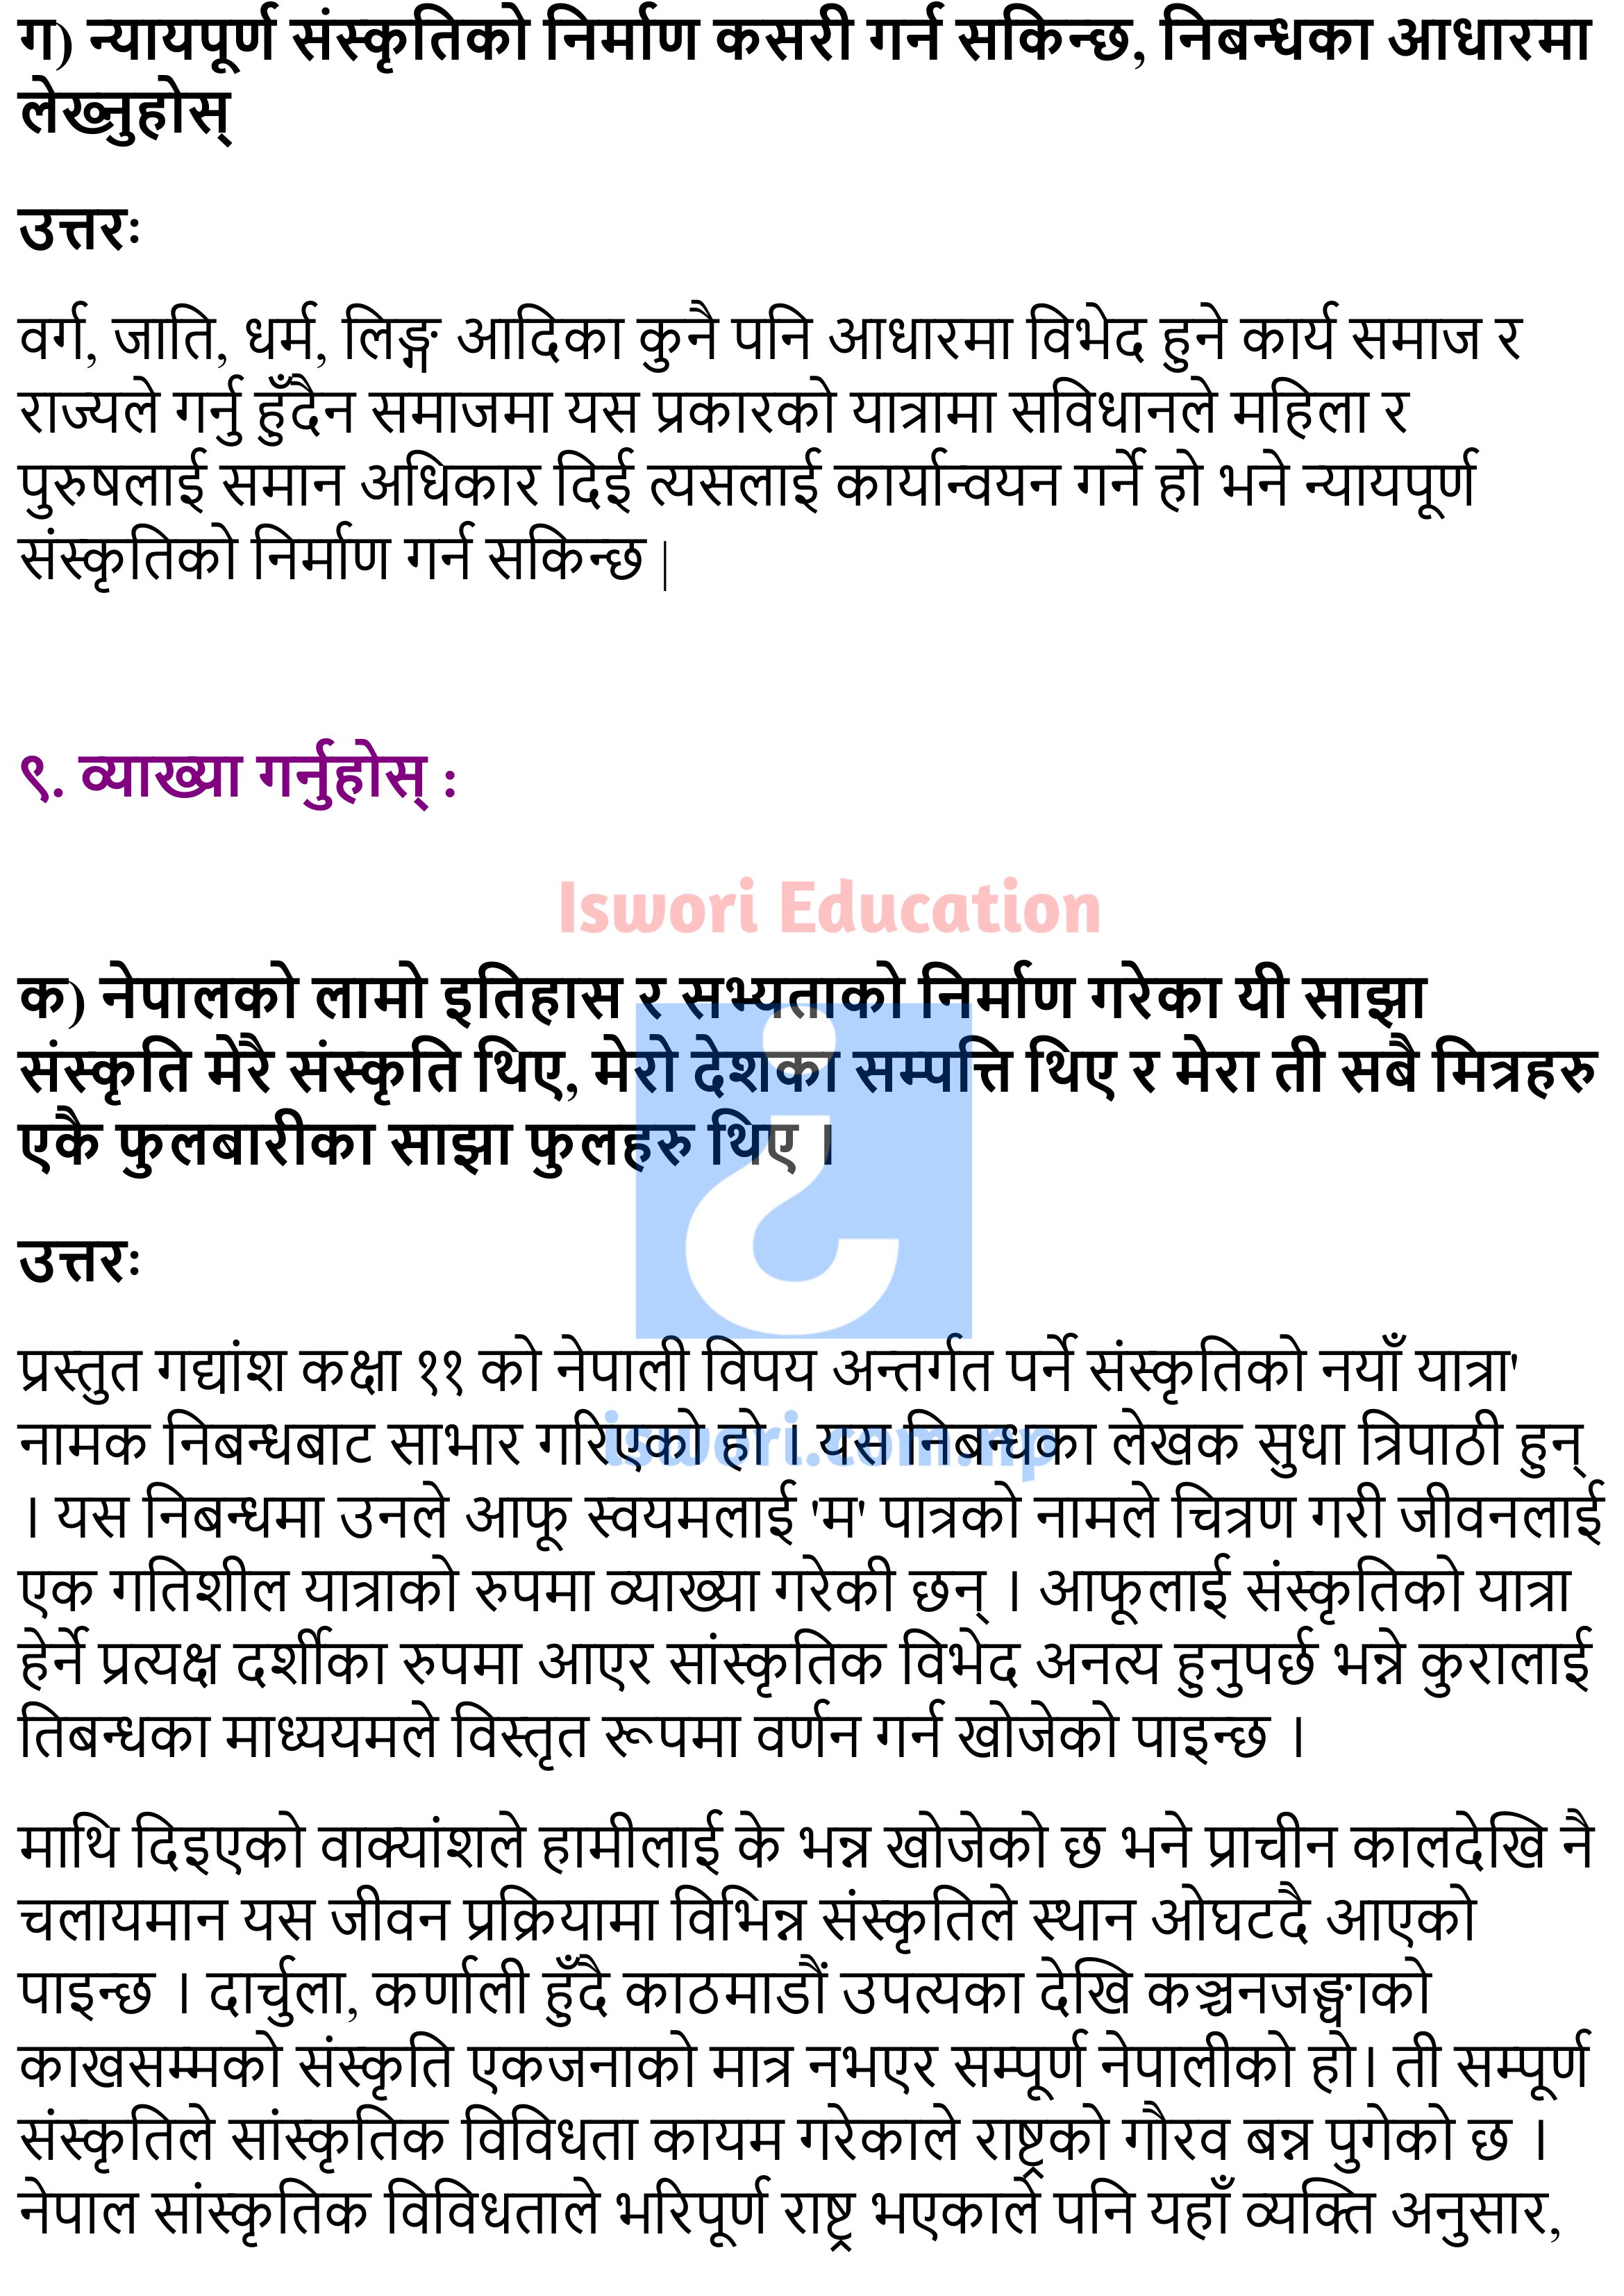 ग) न्यायपूर्ण संस्कृतिको निर्माण कसरी गर्न सकिन्छ, निबन्धका आधारमा
लेख्नुहोस्
उत्तरः
वर्ग, जाति, धर्म, लिङ्ग आदिका कुनै पनि आधारमा विभेद हुने कार्य समाज र
राज्यले गर्नु हुँदैन समाजमा यस प्रकारको यात्रामा सविधानले महिला र
पुरुषलाई समान अधिकार दिई त्यसलाई कार्यान्वयन गर्ने हो भने न्यायपूर्ण
संस्कृतिको निर्माण गर्न सकिन्छ |
९. व्याख्या गर्नुहोस् :
Iswori Education
क) नेपालको लामो इतिहास र सभ्यताको निर्माण गरेका यी साझा
संस्कृति मेरै संस्कृति थिए, मेरो देशका सम्पत्ति थिए र मेरा ती सबै मित्रहरु
एकै फुलबारीका साझा फुलहरु थिए ।
उत्तरः
प्रस्तुत गद्यांश कक्षा ११ को नेपाली विपय अन्तर्गत पर्ने संस्कृतिको नयाँ यात्रा'
नामक निबन्धबाट साभार गरिएको हो । यस निबन्धका लेखक सुधा त्रिपाठी हुन्
iswori.com.np
। यस निबन्धमा उनले आफू स्वयमलाई 'म' पात्रको नामले चित्रण गरी जीवनलाई
एक गतिशील यात्राको रुपमा व्याख्या गरेकी छन् । आफूलाई संस्कृतिको यात्रा
हेर्ने प्रत्यक्ष दर्शीका रुपमा आएर सांस्कृतिक विभेद अनत्य हुनुपर्छ भन्ने कुरालाई
तिबन्धका माध्ययमले विस्तृत रूपमा वर्णन गर्न खोजेको पाइन्छ ।
माथि दिइएको वाक्यांशले हामीलाई के भन्न खोजेको छ भने प्राचीन कालदेखि नै
चलायमान यस जीवन प्रक्रियामा विभिन्न संस्कृतिले स्थान ओघटदै आएको
पाइन्छ । दार्चुला, कर्णाली हुँदै काठमाडौं उपत्यका देखि कञ्चनजङ्घाको
काखसम्मको संस्कृति एकजनाको मात्र नभएर सम्पूर्ण नेपालीको हो। ती सम्पूर्ण
संस्कृतिले सांस्कृतिक विविधता कायम गरेकाले राष्ट्रको गौरव बन्न पुगेको छ ।
नेपाल सांस्कृतिक विविधताले भरिपूर्ण राष्ट्र भएकाले पनि यहाँ व्यक्ति अनुसार,